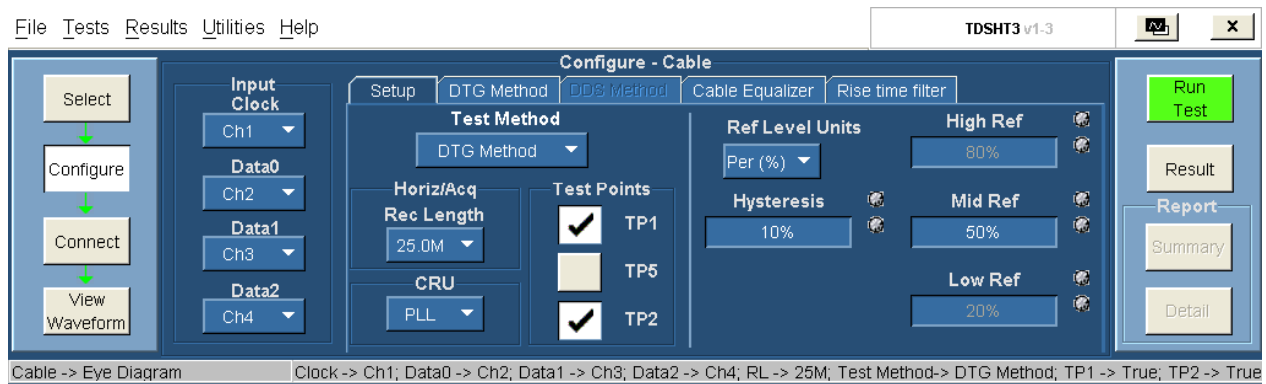 File Tests Results Utilities Help
TDSHT3 v1-3
x
Configure - Cable
Select
Configure
Connect
View
Waveform
Input
Clock
Ch1
Data0
Ch2
Data1
Ch3
Data2
Ch4
Setup DTG Method DDS Method Cable Equalizer Rise time filter
Test Method
DTG Method
Horiz/Acq
Rec Length
25.0M
CRU
PLL
Test Points
TP1
TP5
TP2
Ref Level Units
Per (%)
Hysteresis
10%
High Ref
80%
Mid Ref
50%
Low Ref
20%
Run
Test
Result
Report
Summary
Detail
Cable -> Eye Diagram
Clock -> Ch1; Data0 -> Ch2; Data1 -> Ch3; Data2 -> Ch4; RL -> 25M; Test Method-> DTG Method; TP1 -> True; TP2 -> True